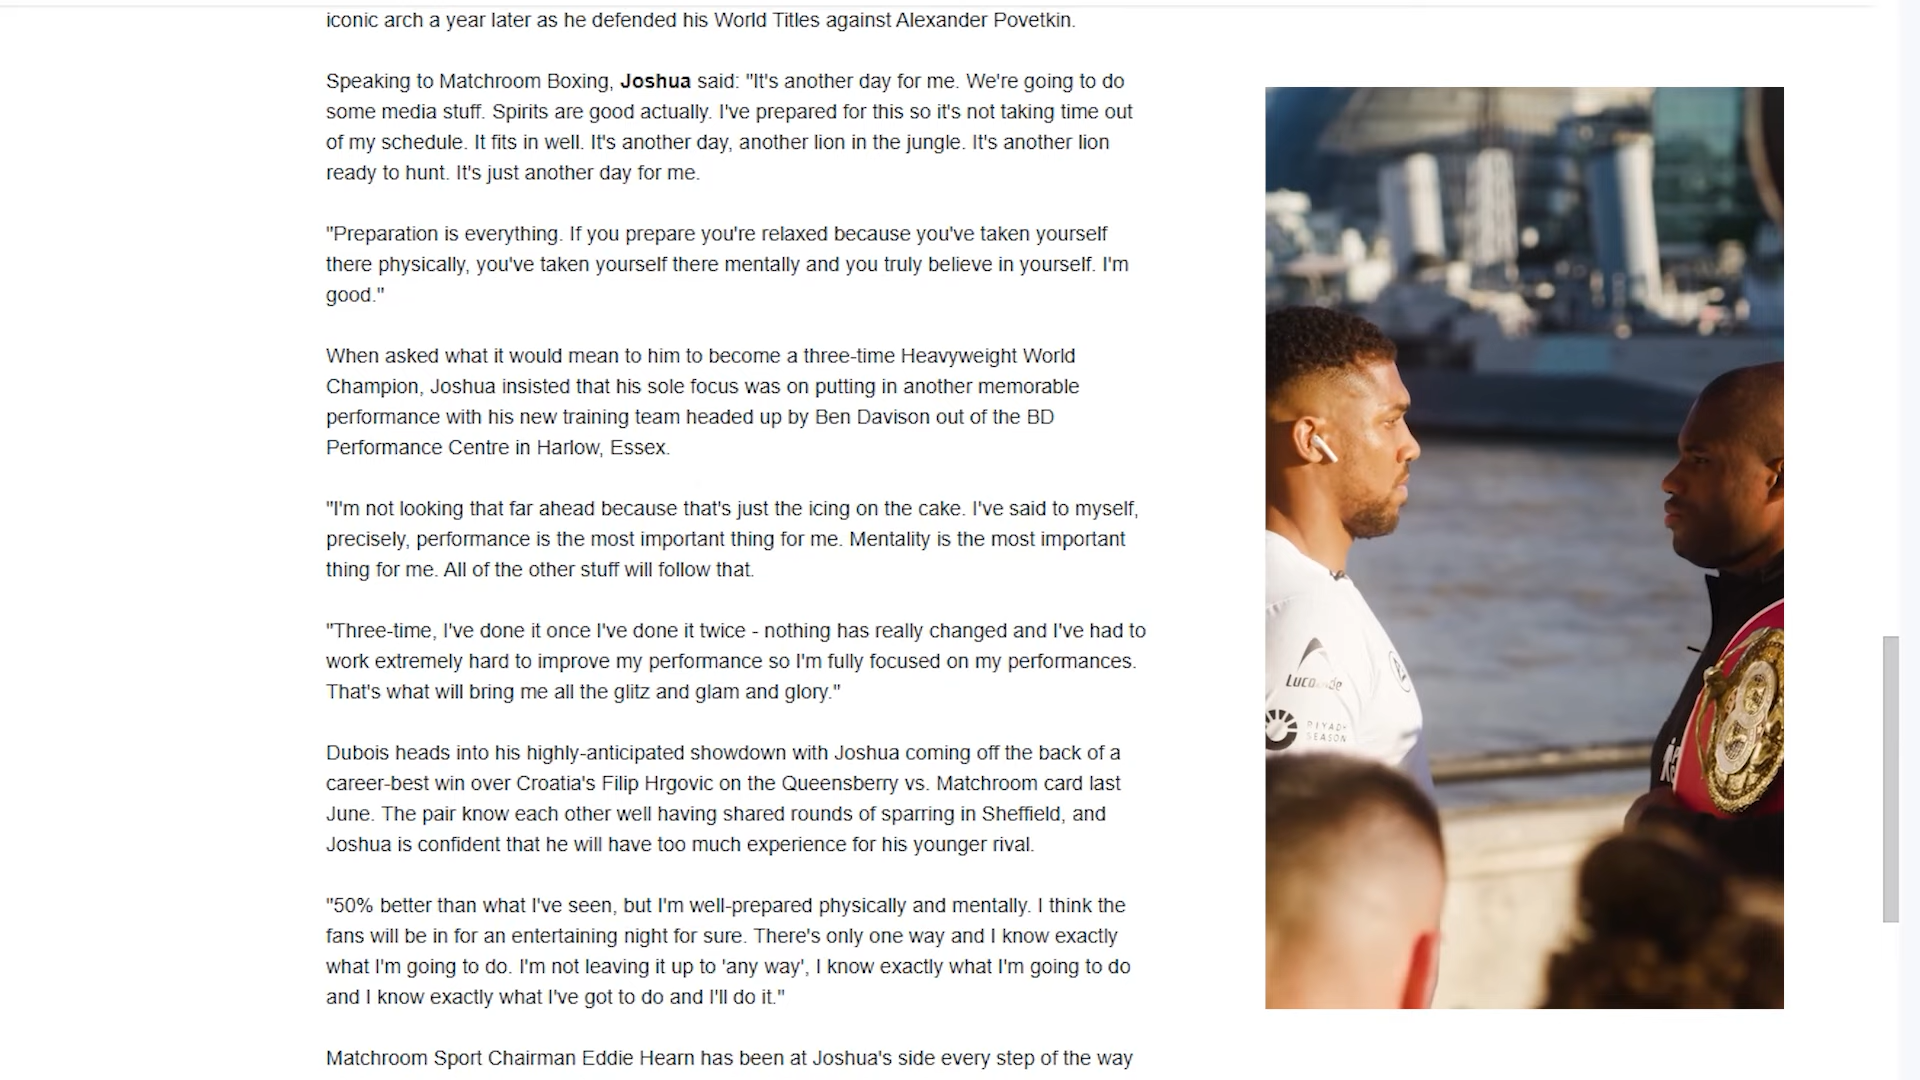 iconic arch a year later as he defended his World Titles against Alexander Povetkin.
Speaking to Matchroom Boxing, Joshua said: "It's another day for me. We're going to do
some media stuff. Spirits are good actually. I've prepared for this so it's not taking time out
of my schedule. It fits in well. It's another day, another lion in the jungle. It's another lion
ready to hunt. It's just another day for me.
"Preparation is everything. If you prepare you're relaxed because you've taken yourself
there physically, you've taken yourself there mentally and you truly believe in yourself. I'm
good."
When asked what it would mean to him to become a three-time Heavyweight World
Champion, Joshua insisted that his sole focus was on putting in another memorable
performance with his new training team headed up by Ben Davison out of the BD
Performance Centre in Harlow, Essex.
"I'm not looking that far ahead because that's just the icing on the cake. I've said to myself,
precisely, performance is the most important thing for me. Mentality is the most important
thing for me. All of the other stuff will follow that.
"Three-time, I've done it once I've done it twice - nothing has really changed and I've had to
work extremely hard to improve my performance so I'm fully focused on my performances.
That's what will bring me all the glitz and glam and glory."
Dubois heads into his highly-anticipated showdown with Joshua coming off the back of a
career-best win over Croatia's Filip Hrgovic on the Queensberry vs. Matchroom card last
June. The pair know each other well having shared rounds of sparring in Sheffield, and
Joshua is confident that he will have too much experience for his younger rival.
"50% better than what I've seen, but I'm well-prepared physically and mentally. I think the
fans will be in for an entertaining night for sure. There's only one way and I know exactly
what I'm going to do. I'm not leaving it up to 'any way', I know exactly what I'm going to do
and I know exactly what I've got to do and I'll do it."
Matchroom Sport Chairman Eddie Hearn has been at Joshua's side every step of the way
RIYADH
SEASON